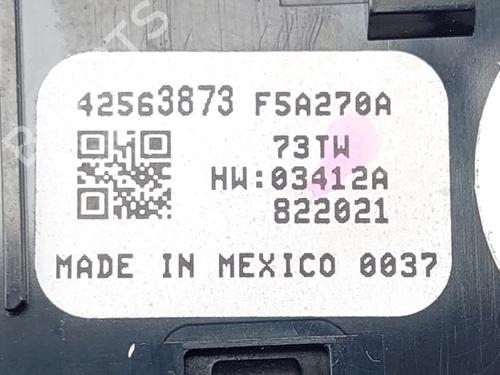 42563873 F5A270A
73TW
HW:03412A
822021
MADE IN MEXICO 0037